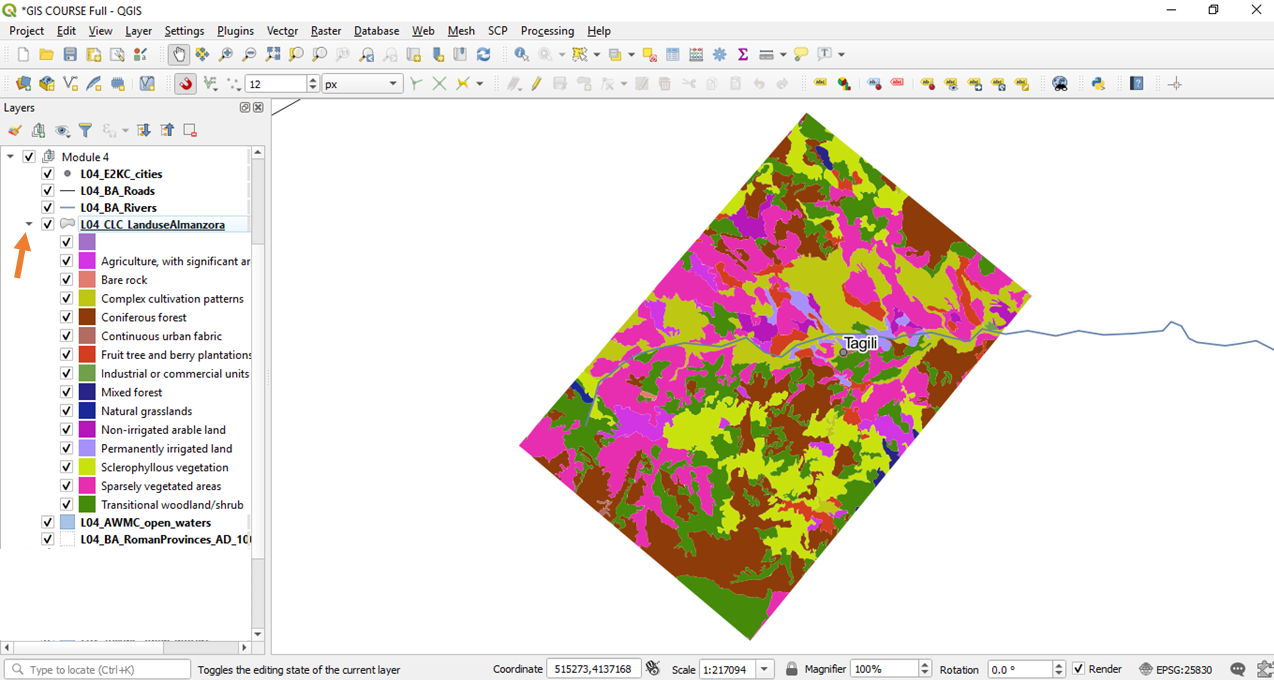 *GIS COURSE Full - QGIS
Project Edit View Layer Settings Plugins Vector Raster Database Web Mesh SCP Processing Help
12 px
Layers
Module 4
L04_E2KC_cities
L04_BA_Roads
L04_BA_Rivers
L04_CLC_LanduseAlmanzora
Agriculture, with significant ar
Bare rock
Complex cultivation patterns
Coniferous forest
Continuous urban fabric
Fruit tree and berry plantations
Industrial or commercial units
Mixed forest
Natural grasslands
Non-irrigated arable land
Permanently irrigated land
Sclerophyllous vegetation
Sparsely vegetated areas
Transitional woodland/shrub
L04_AWMC_open_waters
L04_BA_RomanProvinces_AD_10
Tagili
Type to locate (Ctrl+K) Toggles the editing state of the current layer Coordinate 515273,4137168 Scale 1:217094 Magnifier 100% Rotation 0.0 ° Render EPSG:25830